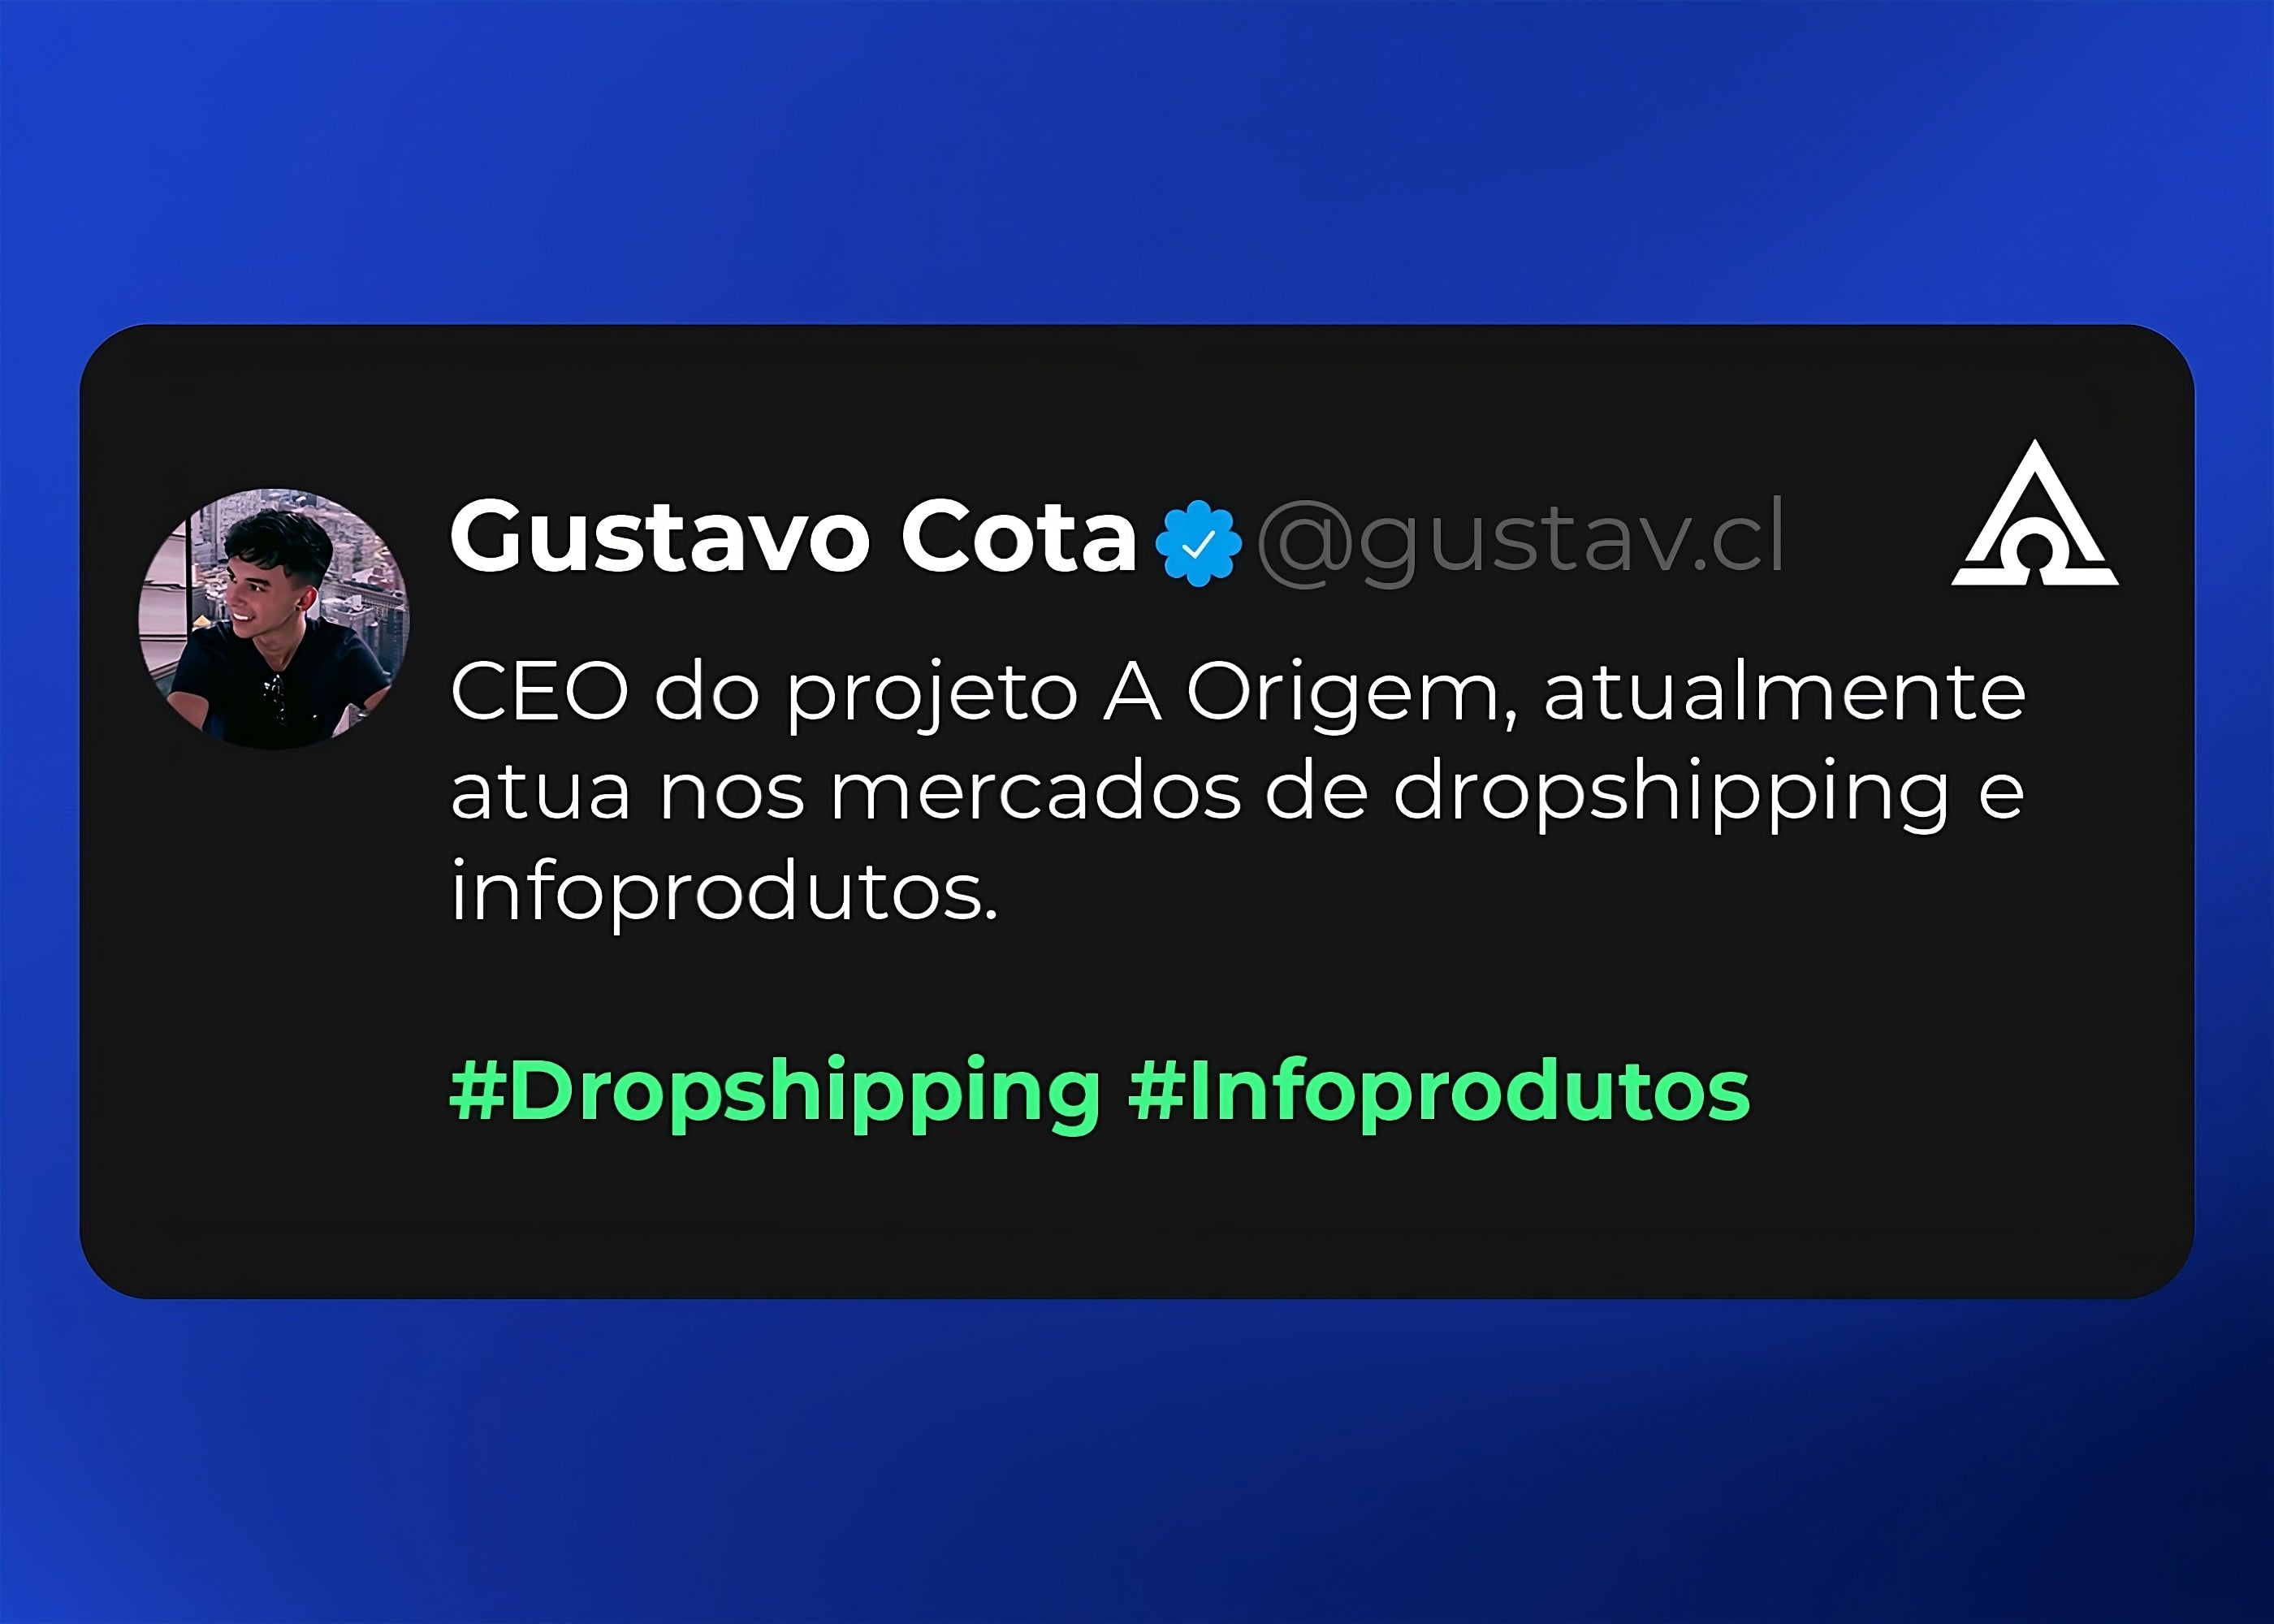 Gustavo Cota @gustav.cl
CEO do projeto A Origem, atualmente
atua nos mercados de dropshipping e
infoprodutos.
#Dropshipping #Infoprodutos